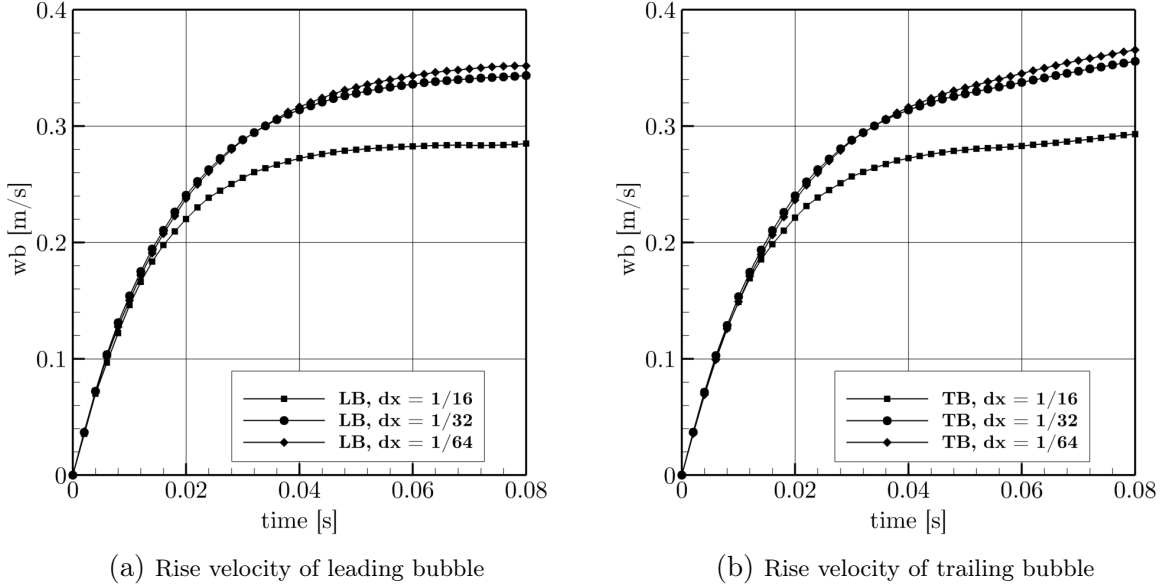 0.4
0.3
0.2
0.1
0
wb [m/s]
0
0.02
0.04
0.06
0.08
time [s]
LB, dx = 1/16
LB, dx = 1/32
LB, dx = 1/64
(a) Rise velocity of leading bubble
0.4
0.3
0.2
0.1
0
wb [m/s]
0
0.02
0.04
0.06
0.08
time [s]
TB, dx = 1/16
TB, dx = 1/32
TB, dx = 1/64
(b) Rise velocity of trailing bubble